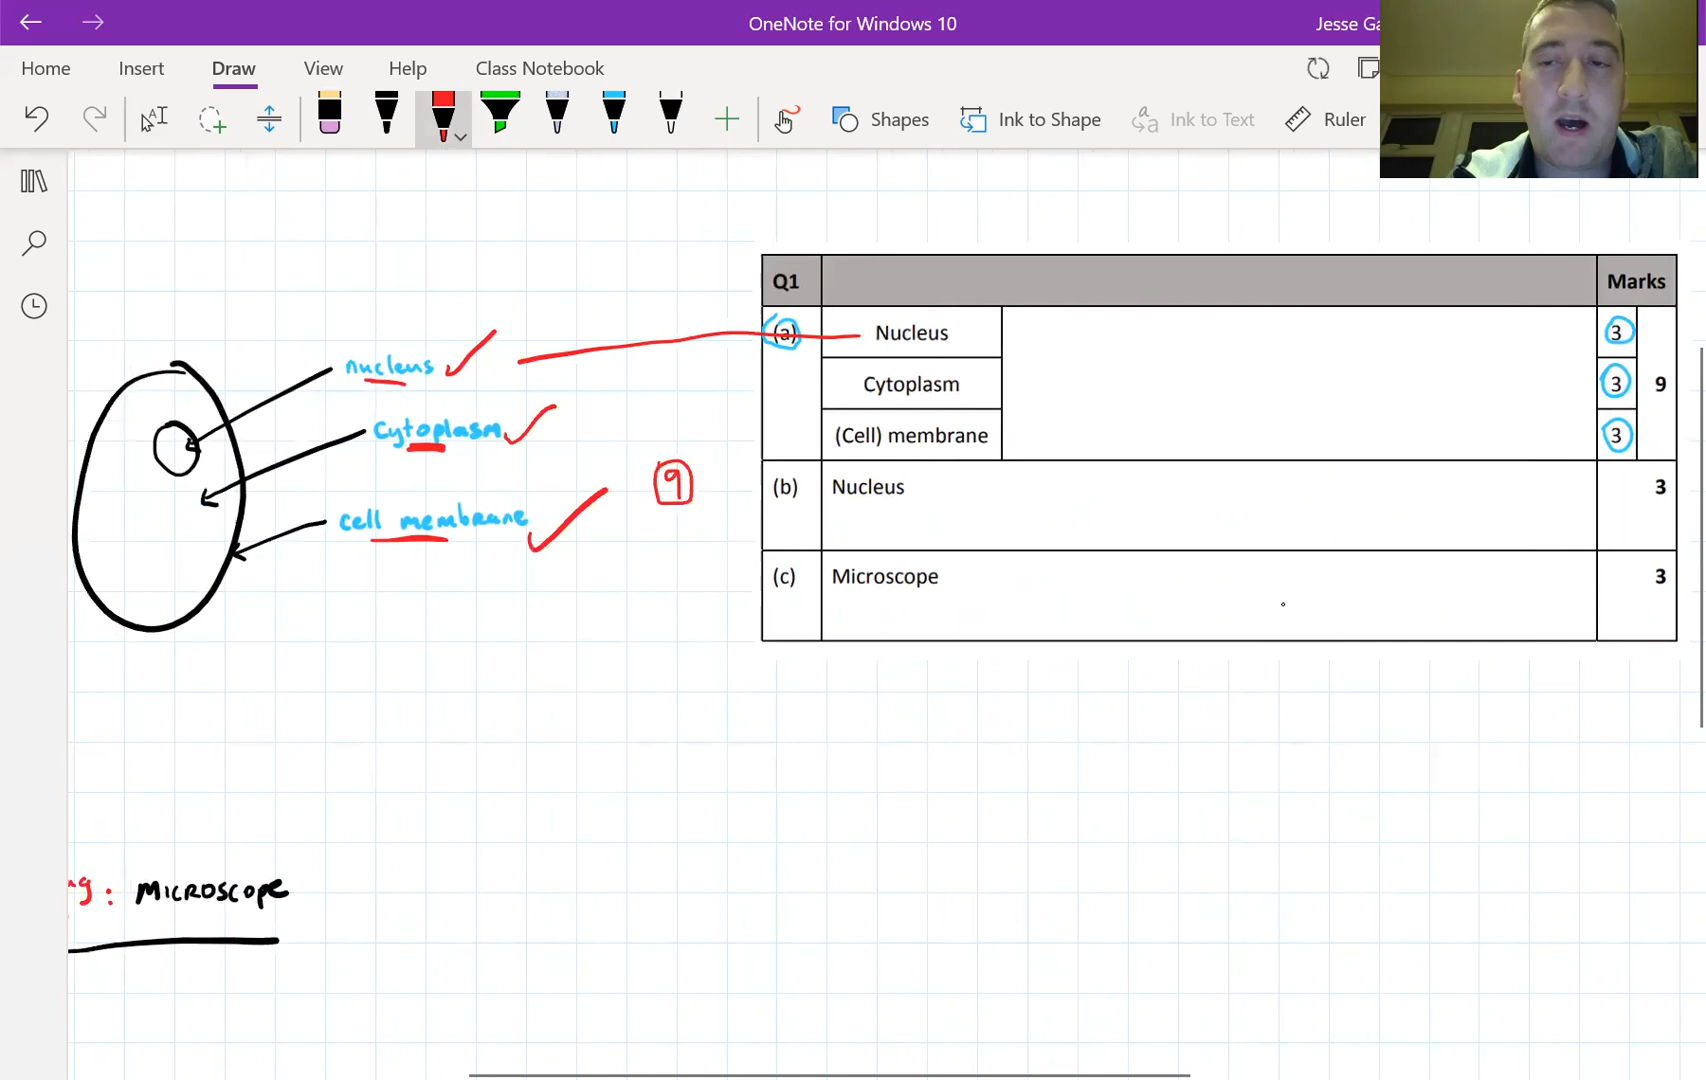 OneNote for Windows 10
Jesse Ga
Home Insert Draw View Help Class Notebook
Shapes Ink to Shape Ink to Text Ruler
nucleus
Cytoplasm
cell membrane
9
Q1 Marks
(a) Nucleus 3
Cytoplasm 3 9
(Cell) membrane 3
(b) Nucleus 3
(c) Microscope 3
ng: Microscope